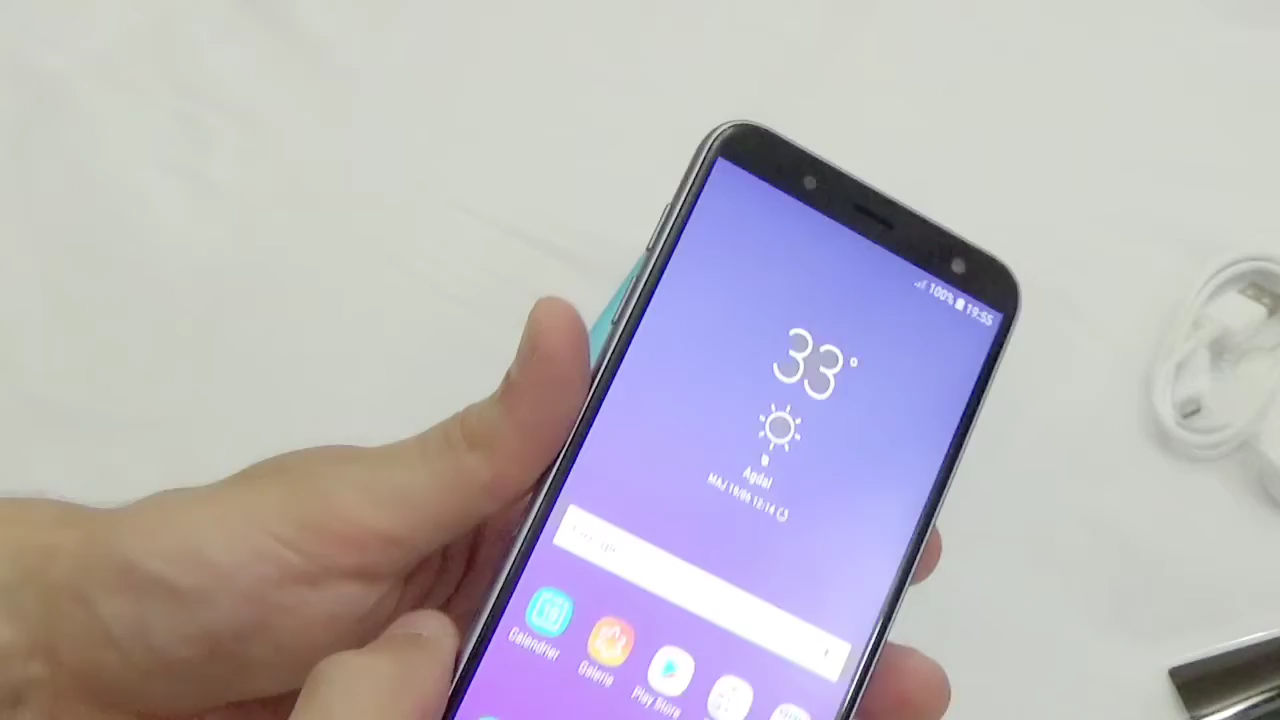 100% 19:55
33°
Agdal
MAJ 19/06 12:14
Calendrier
Galerie
Play Store